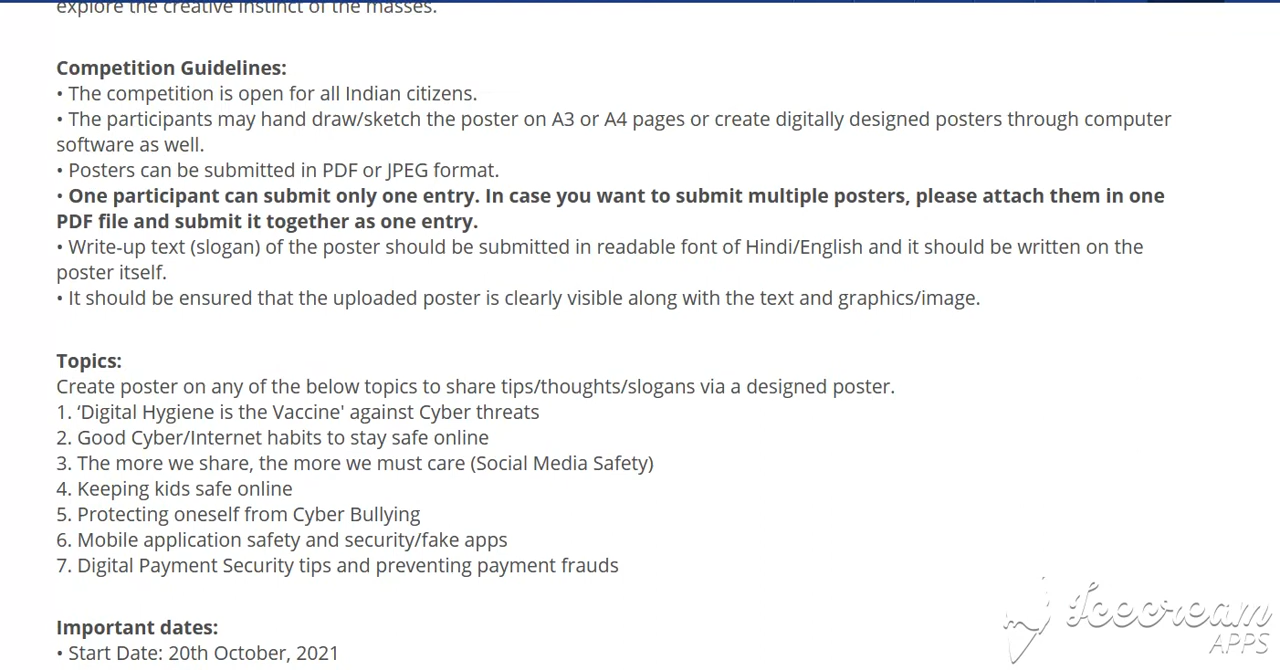 explore the creative instinct of the masses.
Competition Guidelines:
• The competition is open for all Indian citizens.
• The participants may hand draw/sketch the poster on A3 or A4 pages or create digitally designed posters through computer
software as well.
• Posters can be submitted in PDF or JPEG format.
• One participant can submit only one entry. In case you want to submit multiple posters, please attach them in one
PDF file and submit it together as one entry.
• Write-up text (slogan) of the poster should be submitted in readable font of Hindi/English and it should be written on the
poster itself.
• It should be ensured that the uploaded poster is clearly visible along with the text and graphics/image.
Topics:
Create poster on any of the below topics to share tips/thoughts/slogans via a designed poster.
1. ‘Digital Hygiene is the Vaccine' against Cyber threats
2. Good Cyber/Internet habits to stay safe online
3. The more we share, the more we must care (Social Media Safety)
4. Keeping kids safe online
5. Protecting oneself from Cyber Bullying
6. Mobile application safety and security/fake apps
7. Digital Payment Security tips and preventing payment frauds
Important dates:
• Start Date: 20th October, 2021
Icecream
APPS